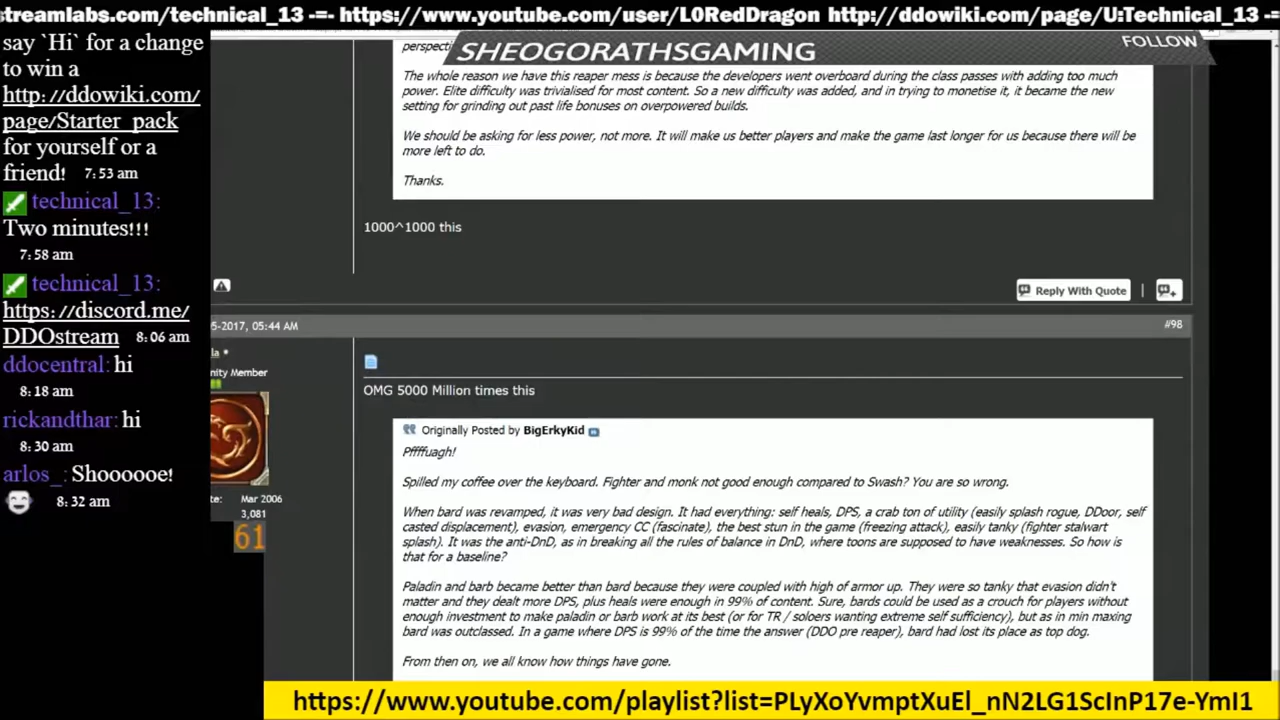 streamlabs.com/technical_13 -=- https://www.youtube.com/user/L0RedDragon http://ddowiki.com/page/U:Technical_13 -=
say `Hi` for a change
to win a
http://ddowiki.com/
page/Starter_pack
for yourself or a
friend! 7:53 am
technical_13:
Two minutes!!!
7:58 am
technical_13:
https://discord.me/
DDOstream 8:06 am
ddocentral: hi
8:18 am
rickandthar: hi
8:30 am
arlos_: Shoooooe!
8:32 am
SHEOGORATHSGAMING
FOLLOW
The whole reason we have this reaper mess is because the developers went overboard during the class passes with adding too much
power. Elite difficulty was trivialised for most content. So a new difficulty was added, and in trying to monetise it, it became the new
setting for grinding out past life bonuses on overpowered builds.
We should be asking for less power, not more. It will make us better players and make the game last longer for us because there will be
more left to do.
Thanks.
1000^1000 this
Reply With Quote
5-2017, 05:44 AM
#98
la *
nity Member
te: Mar 2006
3,081
61
OMG 5000 Million times this
Originally Posted by BigErkyKid
Pffffuagh!
Spilled my coffee over the keyboard. Fighter and monk not good enough compared to Swash? You are so wrong.
When bard was revamped, it was very bad design. It had everything: self heals, DPS, a crab ton of utility (easily splash rogue, DDoor, self
casted displacement), evasion, emergency CC (fascinate), the best stun in the game (freezing attack), easily tanky (fighter stalwart
splash). It was the anti-DnD, as in breaking all the rules of balance in DnD, where toons are supposed to have weaknesses. So how is
that for a baseline?
Paladin and barb became better than bard because they were coupled with high of armor up. They were so tanky that evasion didn't
matter and they dealt more DPS, plus heals were enough in 99% of content. Sure, bards could be used as a crouch for players without
enough investment to make paladin or barb work at its best (or for TR / soloers wanting extreme self sufficiency), but as in min maxing
bard was outclassed. In a game where DPS is 99% of the time the answer (DDO pre reaper), bard had lost its place as top dog.
From then on, we all know how things have gone.
https://www.youtube.com/playlist?list=PLyXoYvmptXuEl_nN2LG1ScInP17e-YmI1